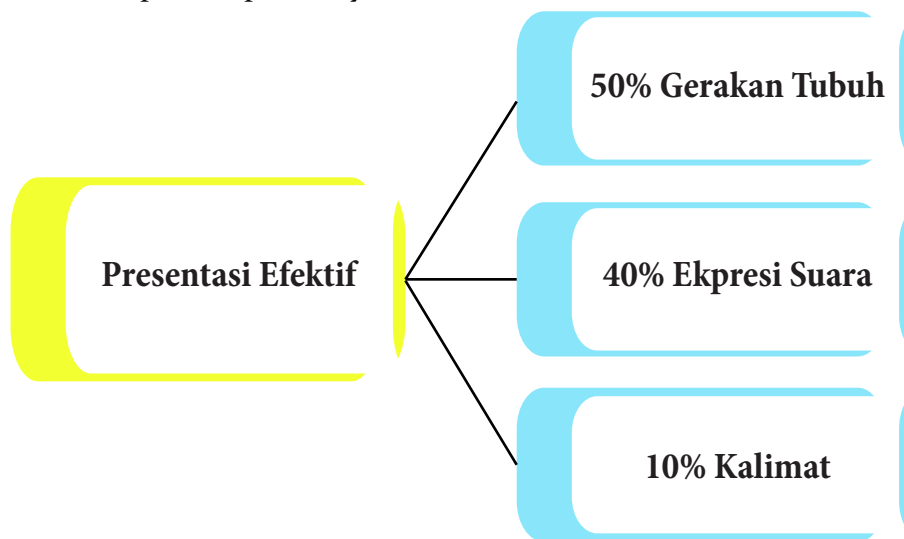 Presentasi Efektif
50% Gerakan Tubuh
40% Ekpresi Suara
10% Kalimat